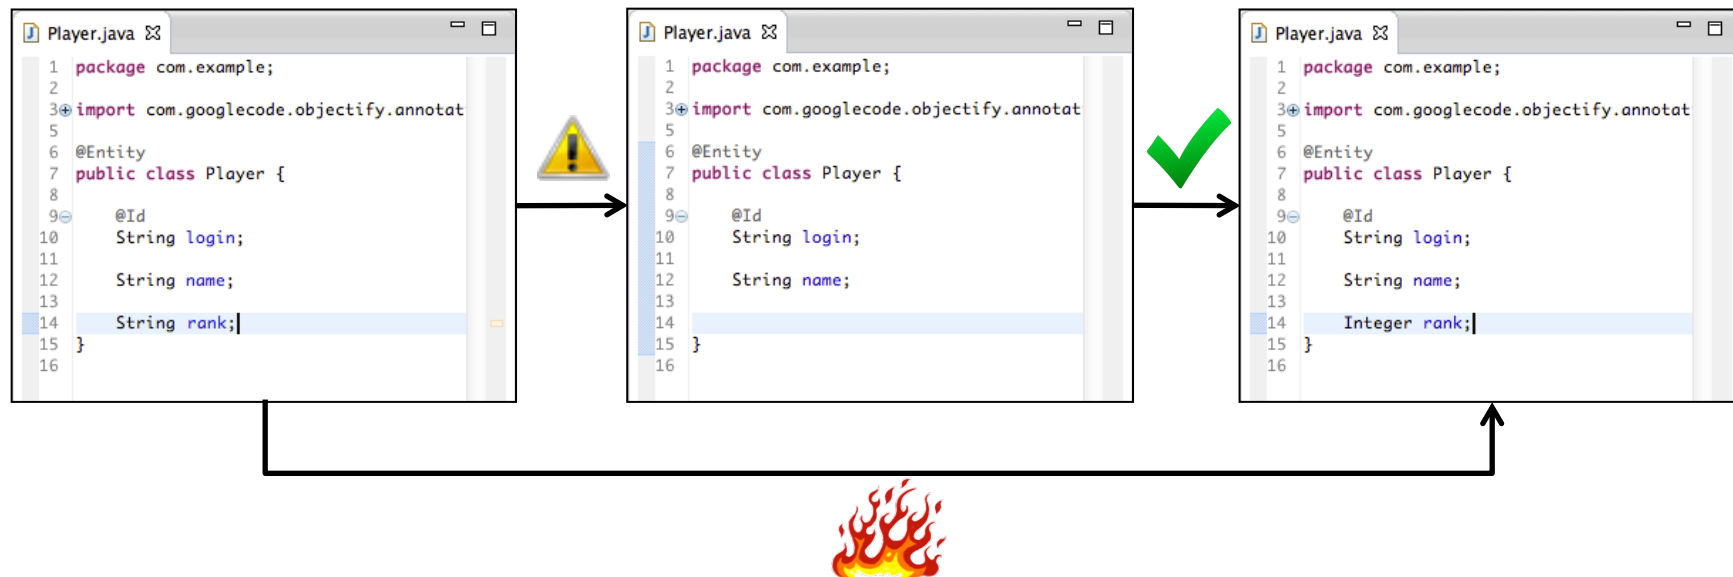 Player.java
1 package com.example;
2
3 import com.googlecode.objectify.annotat
5
6 @Entity
7 public class Player {
8
9 @Id
10 String login;
11
12 String name;
13
14 String rank;
15 }
16
Player.java
1 package com.example;
2
3 import com.googlecode.objectify.annotat
5
6 @Entity
7 public class Player {
8
9 @Id
10 String login;
11
12 String name;
13
14
15 }
16
Player.java
1 package com.example;
2
3 import com.googlecode.objectify.annotat
5
6 @Entity
7 public class Player {
8
9 @Id
10 String login;
11
12 String name;
13
14 Integer rank;
15 }
16